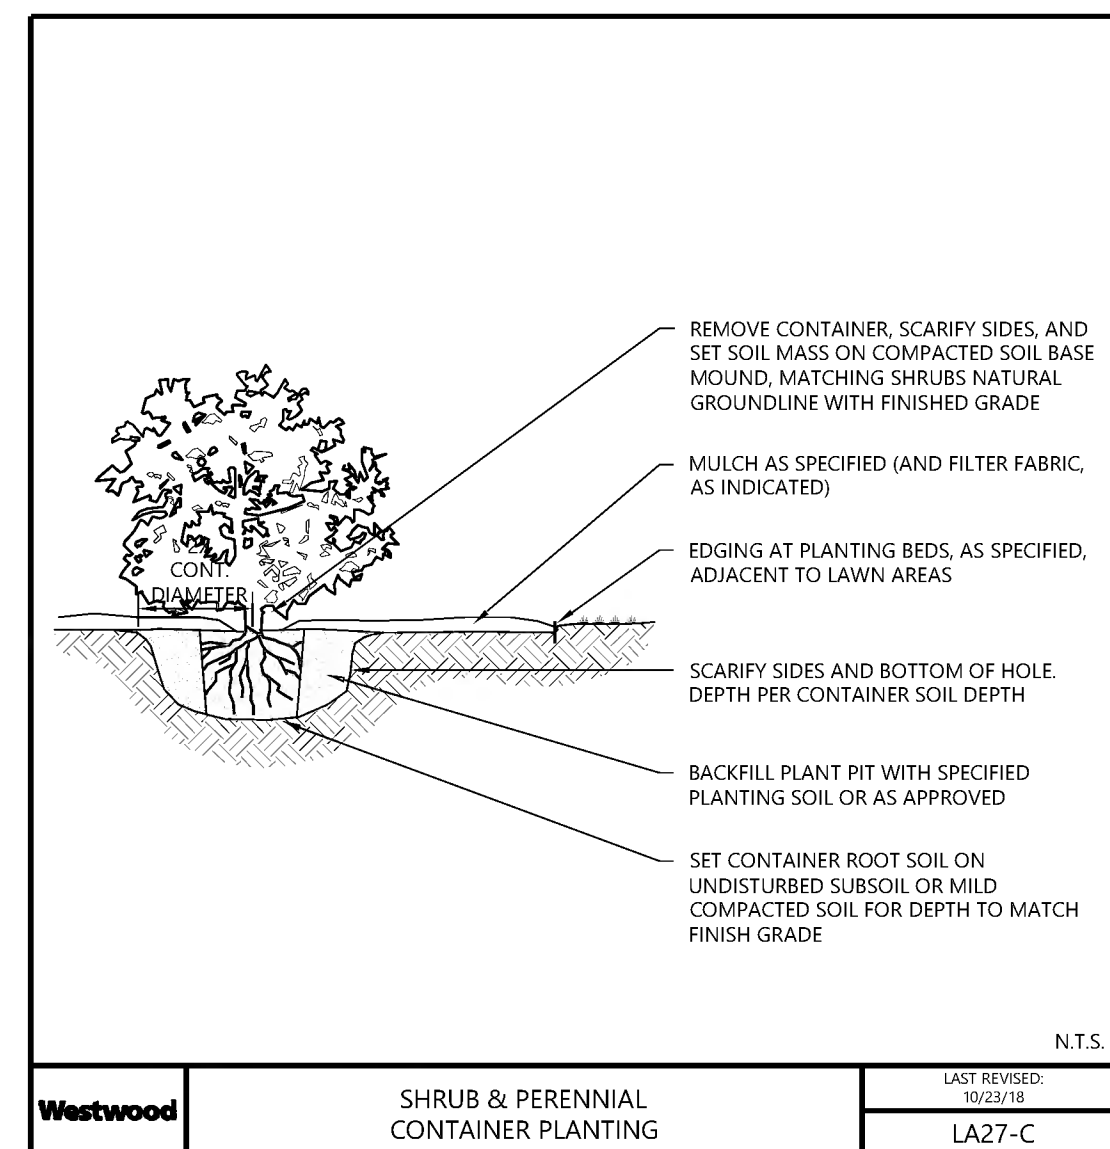 REMOVE CONTAINER, SCARIFY SIDES, AND
SET SOIL MASS ON COMPACTED SOIL BASE
MOUND, MATCHING SHRUBS NATURAL
GROUNDLINE WITH FINISHED GRADE
MULCH AS SPECIFIED (AND FILTER FABRIC,
AS INDICATED)
EDGING AT PLANTING BEDS, AS SPECIFIED,
ADJACENT TO LAWN AREAS
CONT.
DIAMETER
SCARIFY SIDES AND BOTTOM OF HOLE.
DEPTH PER CONTAINER SOIL DEPTH
BACKFILL PLANT PIT WITH SPECIFIED
PLANTING SOIL OR AS APPROVED
SET CONTAINER ROOT SOIL ON
UNDISTURBED SUBSOIL OR MILD
COMPACTED SOIL FOR DEPTH TO MATCH
FINISH GRADE
N.T.S.
Westwood
SHRUB & PERENNIAL
CONTAINER PLANTING
LAST REVISED:
10/23/18
LA27-C